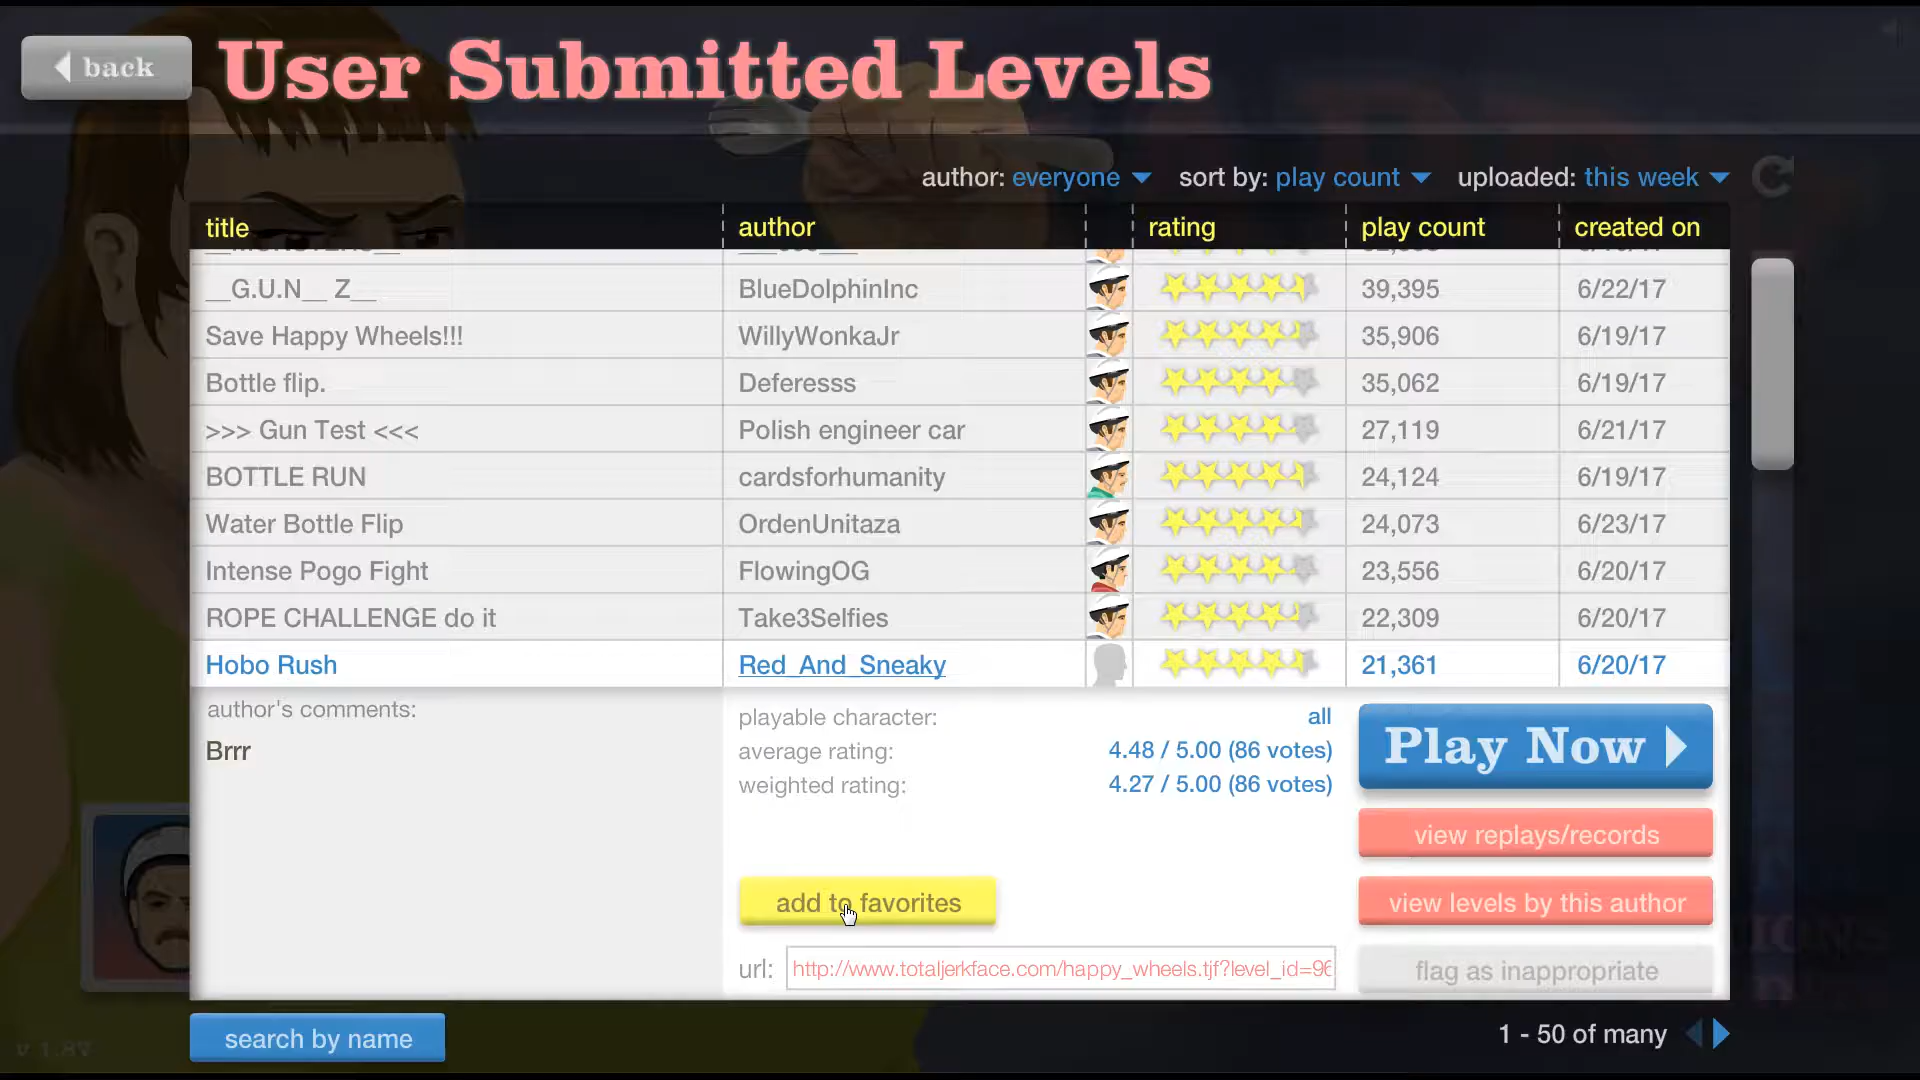 back
User Submitted Levels
author: everyone sort by: play count uploaded: this week
title author rating play count created on
__G.U.N__ Z__ BlueDolphinInc 39,395 6/22/17
Save Happy Wheels!!! WillyWonkaJr 35,906 6/19/17
Bottle flip. Deferesss 35,062 6/19/17
>>> Gun Test <<< Polish engineer car 27,119 6/21/17
BOTTLE RUN cardsforhumanity 24,124 6/19/17
Water Bottle Flip OrdenUnitaza 24,073 6/23/17
Intense Pogo Fight FlowingOG 23,556 6/20/17
ROPE CHALLENGE do it Take3Selfies 22,309 6/20/17
Hobo Rush Red_And_Sneaky 21,361 6/20/17
author's comments:
Brrr
playable character: all
average rating: 4.48 / 5.00 (86 votes)
weighted rating: 4.27 / 5.00 (86 votes)
Play Now
view replays/records
add to favorites
view levels by this author
url: http://www.totaljerkface.com/happy_wheels.tjf?level_id=96
flag as inappropriate
search by name
1 - 50 of many
v 1.87